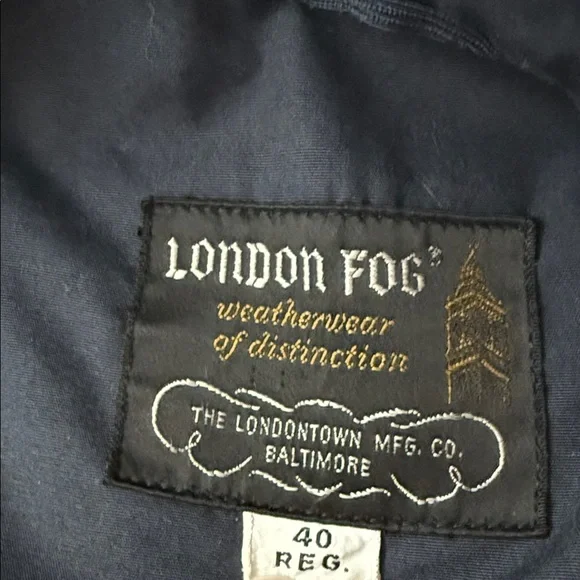 LONDON FOG®
weatherwear
of distinction
THE LONDONTOWN MFG. CO.
BALTIMORE
40
REG.